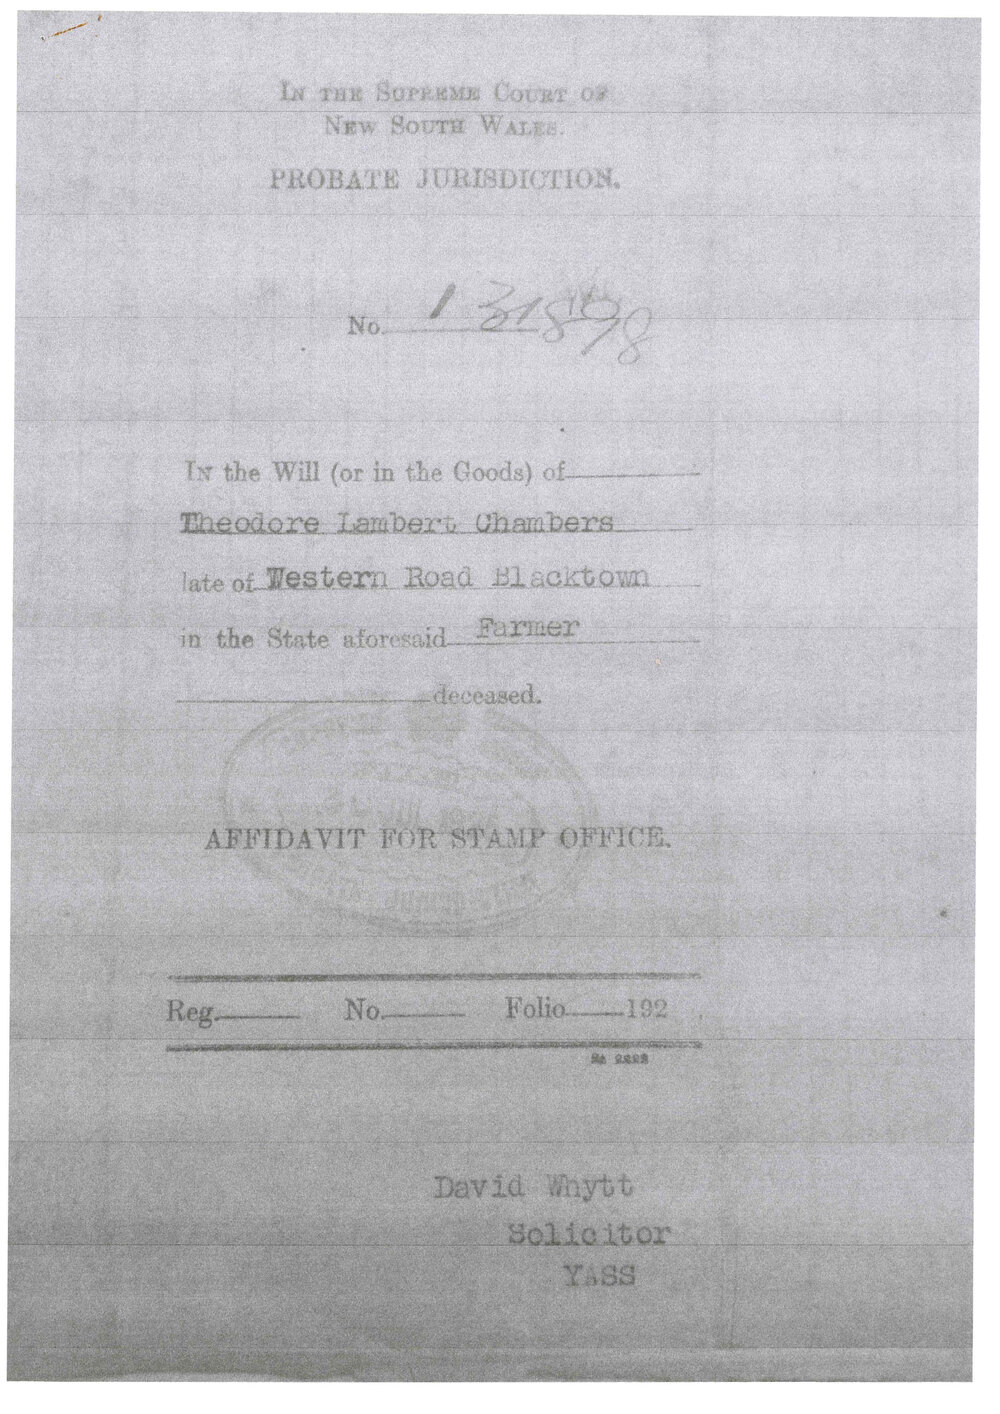 IN THE SUPREME COURT OF
NEW SOUTH WALES.
PROBATE JURISDICTION.
No. 131898
IN the Will (or in the Goods) of
Theodore Lambert Chambers
late of Western Road Blacktown
in the State aforesaid Farmer
deceased.
AFFIDAVIT FOR STAMP OFFICE.
Reg. No. Folio 192
David Whytt
Solicitor
YASS